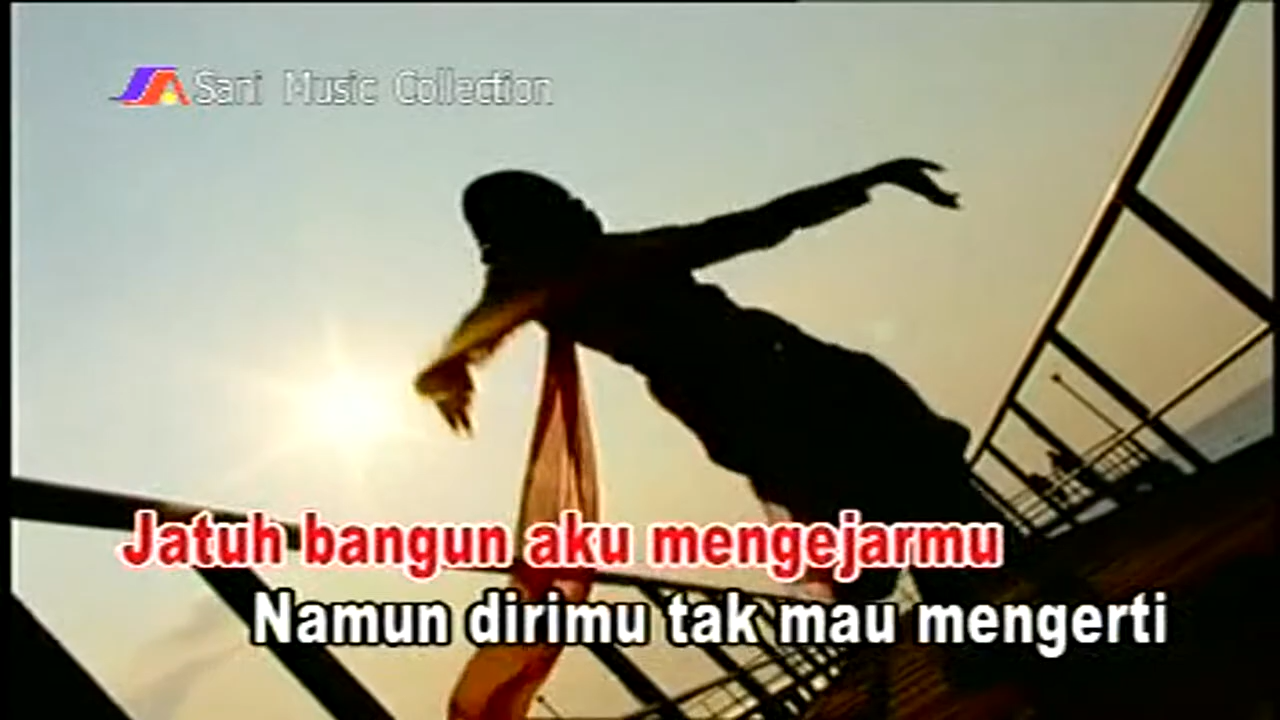 Sani Music Collection
Jatuh bangun aku mengejarmu
Namun dirimu tak mau mengerti